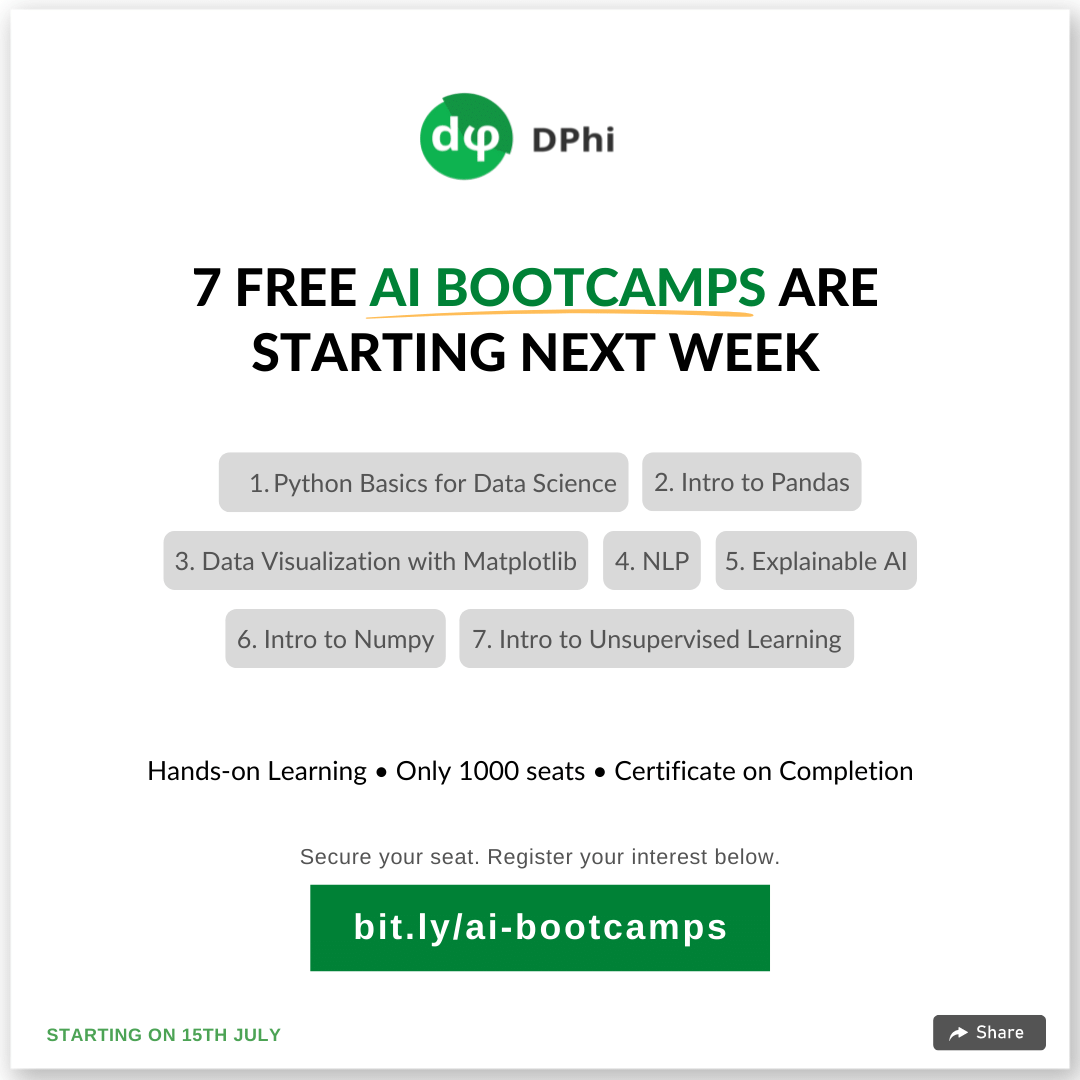 dφ DPhi
7 FREE AI BOOTCAMPS ARE
STARTING NEXT WEEK
1. Python Basics for Data Science 2. Intro to Pandas
3. Data Visualization with Matplotlib 4. NLP 5. Explainable AI
6. Intro to Numpy 7. Intro to Unsupervised Learning
Hands-on Learning • Only 1000 seats • Certificate on Completion
Secure your seat. Register your interest below.
bit.ly/ai-bootcamps
STARTING ON 15TH JULY Share